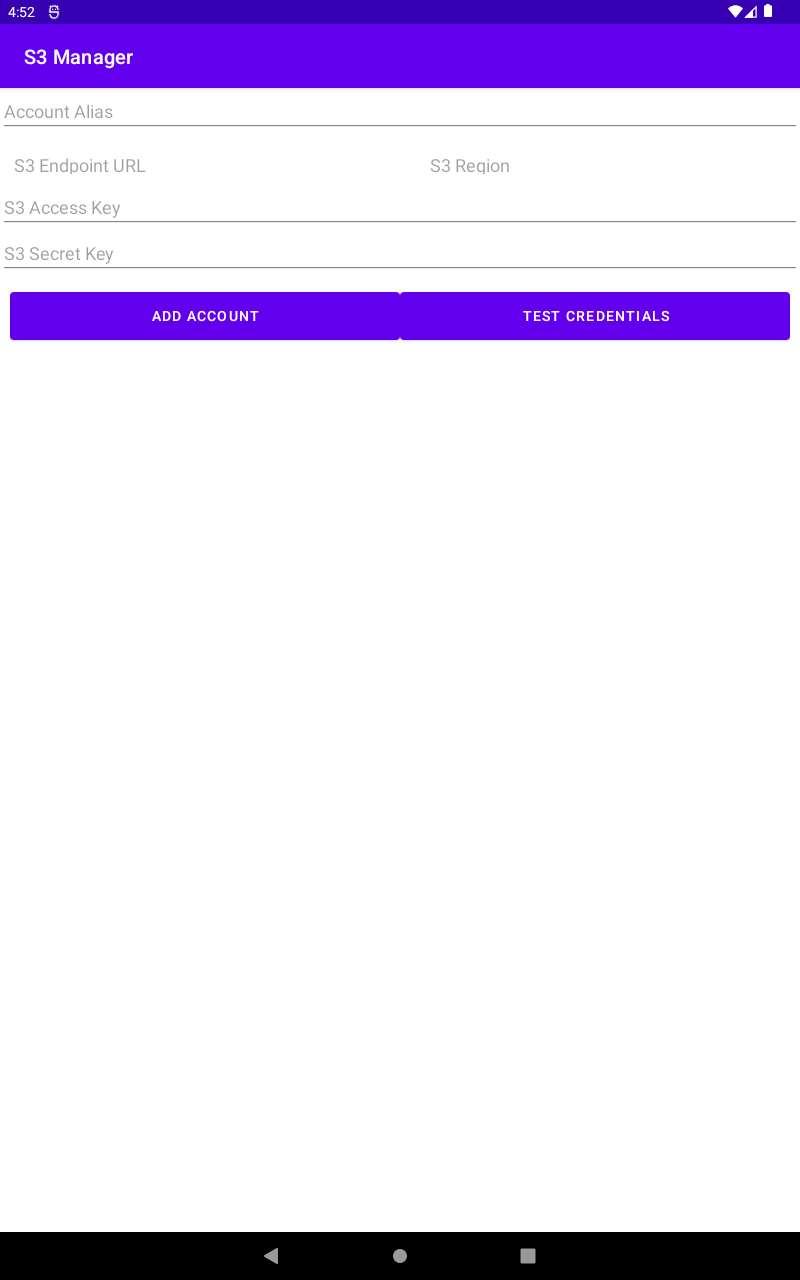 4:52
S3 Manager
Account Alias
S3 Endpoint URL S3 Region
S3 Access Key
S3 Secret Key
ADD ACCOUNT TEST CREDENTIALS